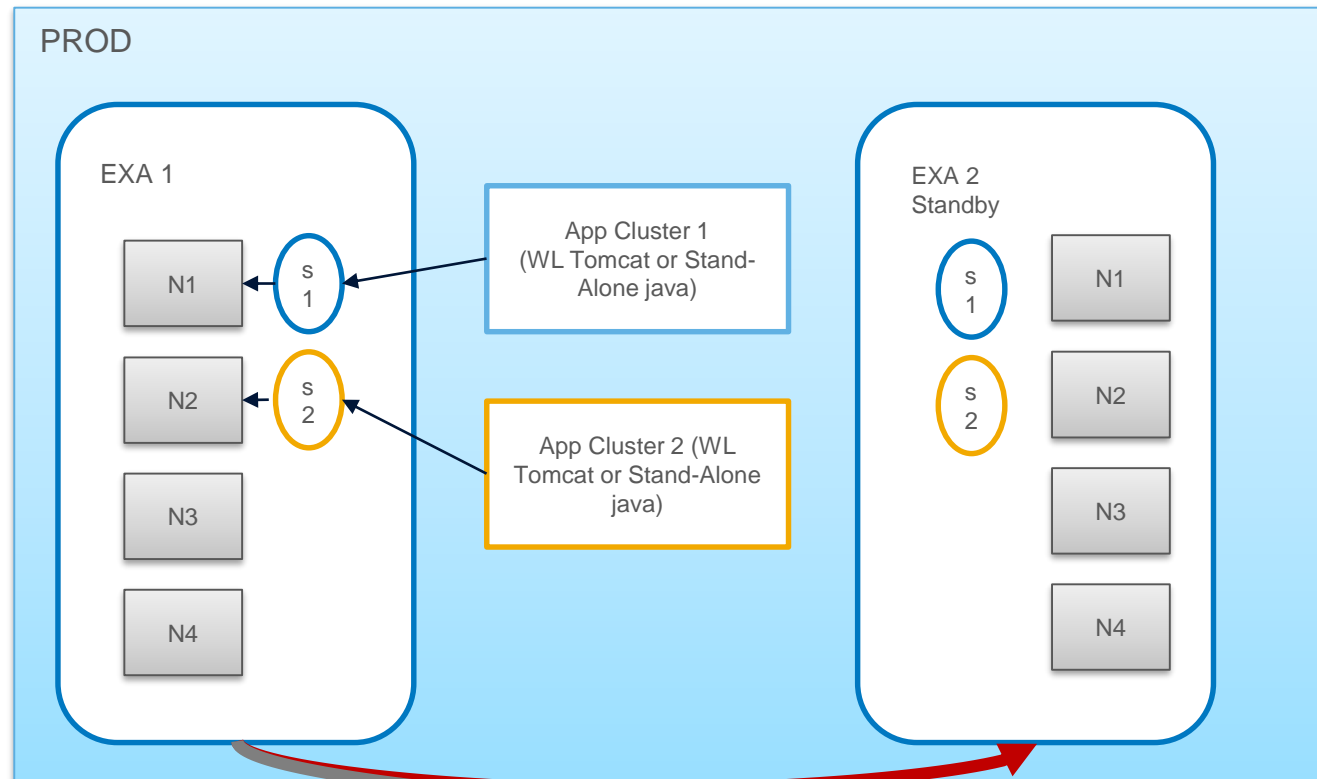 PROD
EXA 1
N1
s
1
N2
s
2
N3
N4
App Cluster 1
(WL Tomcat or Stand-
Alone java)
App Cluster 2 (WL
Tomcat or Stand-Alone
java)
EXA 2
Standby
s
1
N1
s
2
N2
N3
N4